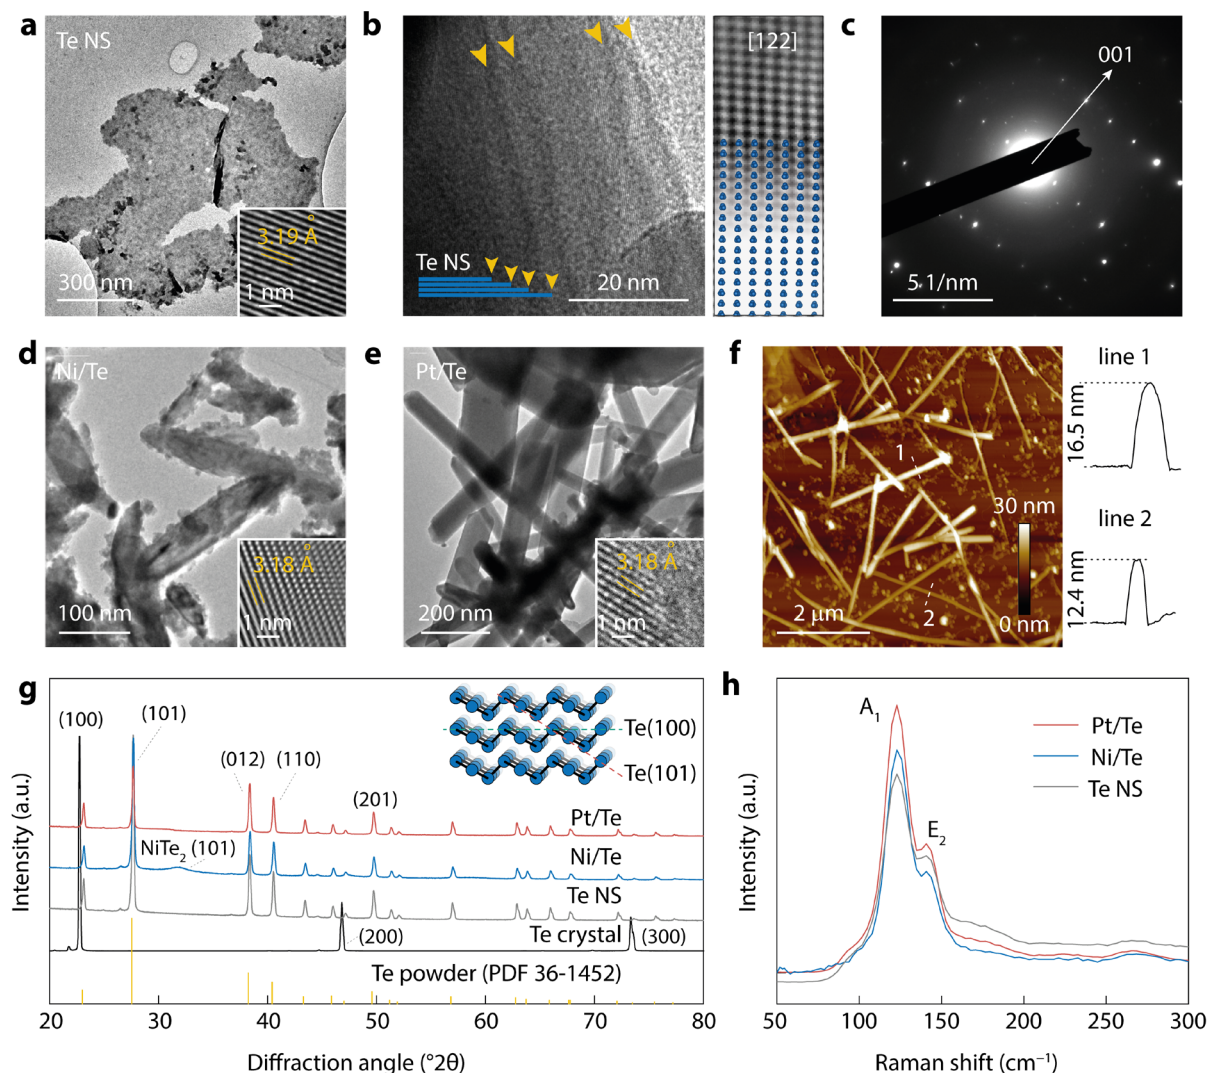 a
Te NS
3.19 Å
300 nm
1 nm
b
[122]
Te NS
20 nm
c
001
5 1/nm
d
Ni/Te
3.18 Å
100 nm
1 nm
e
Pt/Te
3.18 Å
200 nm
1 nm
f
1
2
30 nm
0 nm
2 μm
line 1
16.5 nm
line 2
12.4 nm
g
(100)
(101)
(012)
(110)
(201)
Te(100)
Te(101)
Pt/Te
NiTe2 (101)
Ni/Te
Te NS
(200)
Te crystal
(300)
Te powder (PDF 36-1452)
Intensity (a.u.)
20 30 40 50 60 70 80
Diffraction angle (°2θ)
h
A1
E2
Pt/Te
Ni/Te
Te NS
Intensity (a.u.)
50 100 150 200 250 300
Raman shift (cm⁻¹)